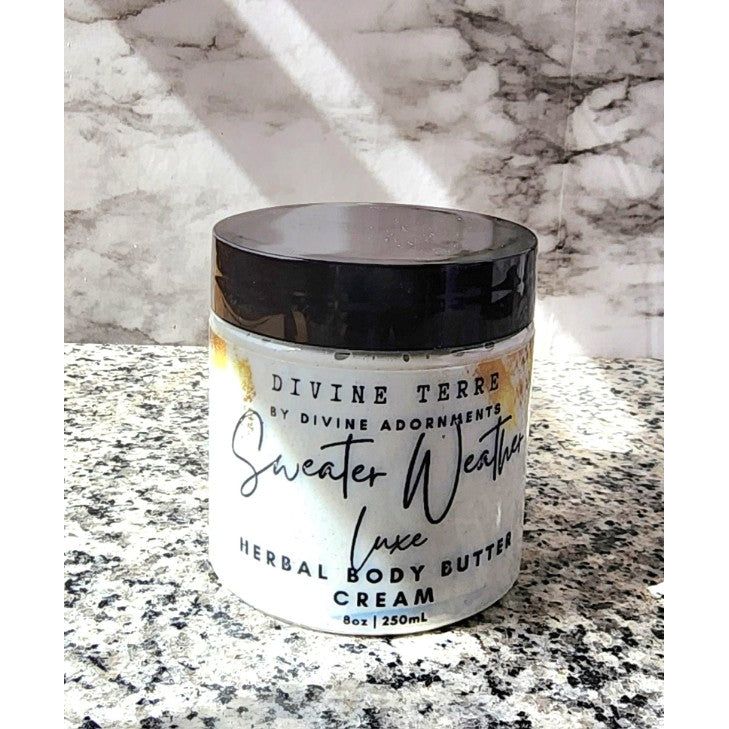 DIVINE TERRE
BY DIVINE ADORNMENTS
Sweater Weather
Luxe
HERBAL BODY BUTTER
CREAM
8oz | 250mL